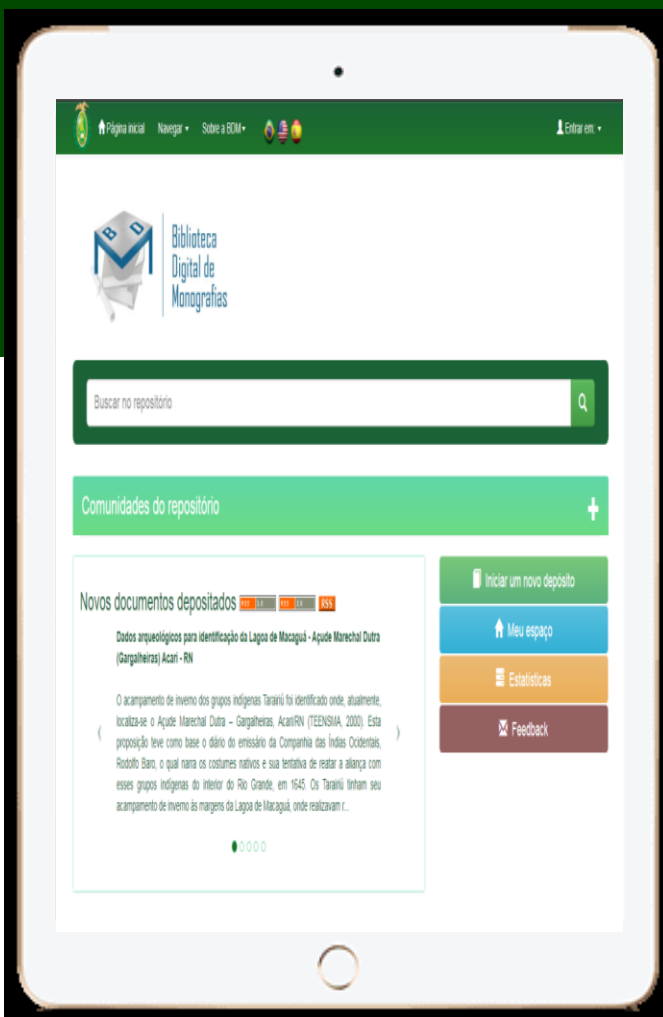 Página inicial Navegar Sobre a BDM Entrar em:
B D M
Biblioteca
Digital de
Monografias
Buscar no repositório
Comunidades do repositório
Novos documentos depositados RSS 1.0 RSS 2.0 RSS
Dados arqueológicos para identificação da Lagoa de Macaguá - Açude Marechal Dutra
(Gargalheiras) Acari - RN
O acampamento de inverno dos grupos indígenas Tarairiú foi identificado onde, atualmente,
localiza-se o Açude Marechal Dutra – Gargalheiras, Acari/RN (TEENSMA, 2000). Esta
proposição teve como base o diário do emissário da Companhia das Índias Ocidentais,
Rodolfo Baro, o qual narra os costumes nativos e sua tentativa de reatar a aliança com
esses grupos indígenas do interior do Rio Grande, em 1645. Os Tarairiú tinham seu
acampamento de inverno às margens da Lagoa de Macaguá, onde realizavam r...
Iniciar um novo depósito
Meu espaço
Estatísticas
Feedback